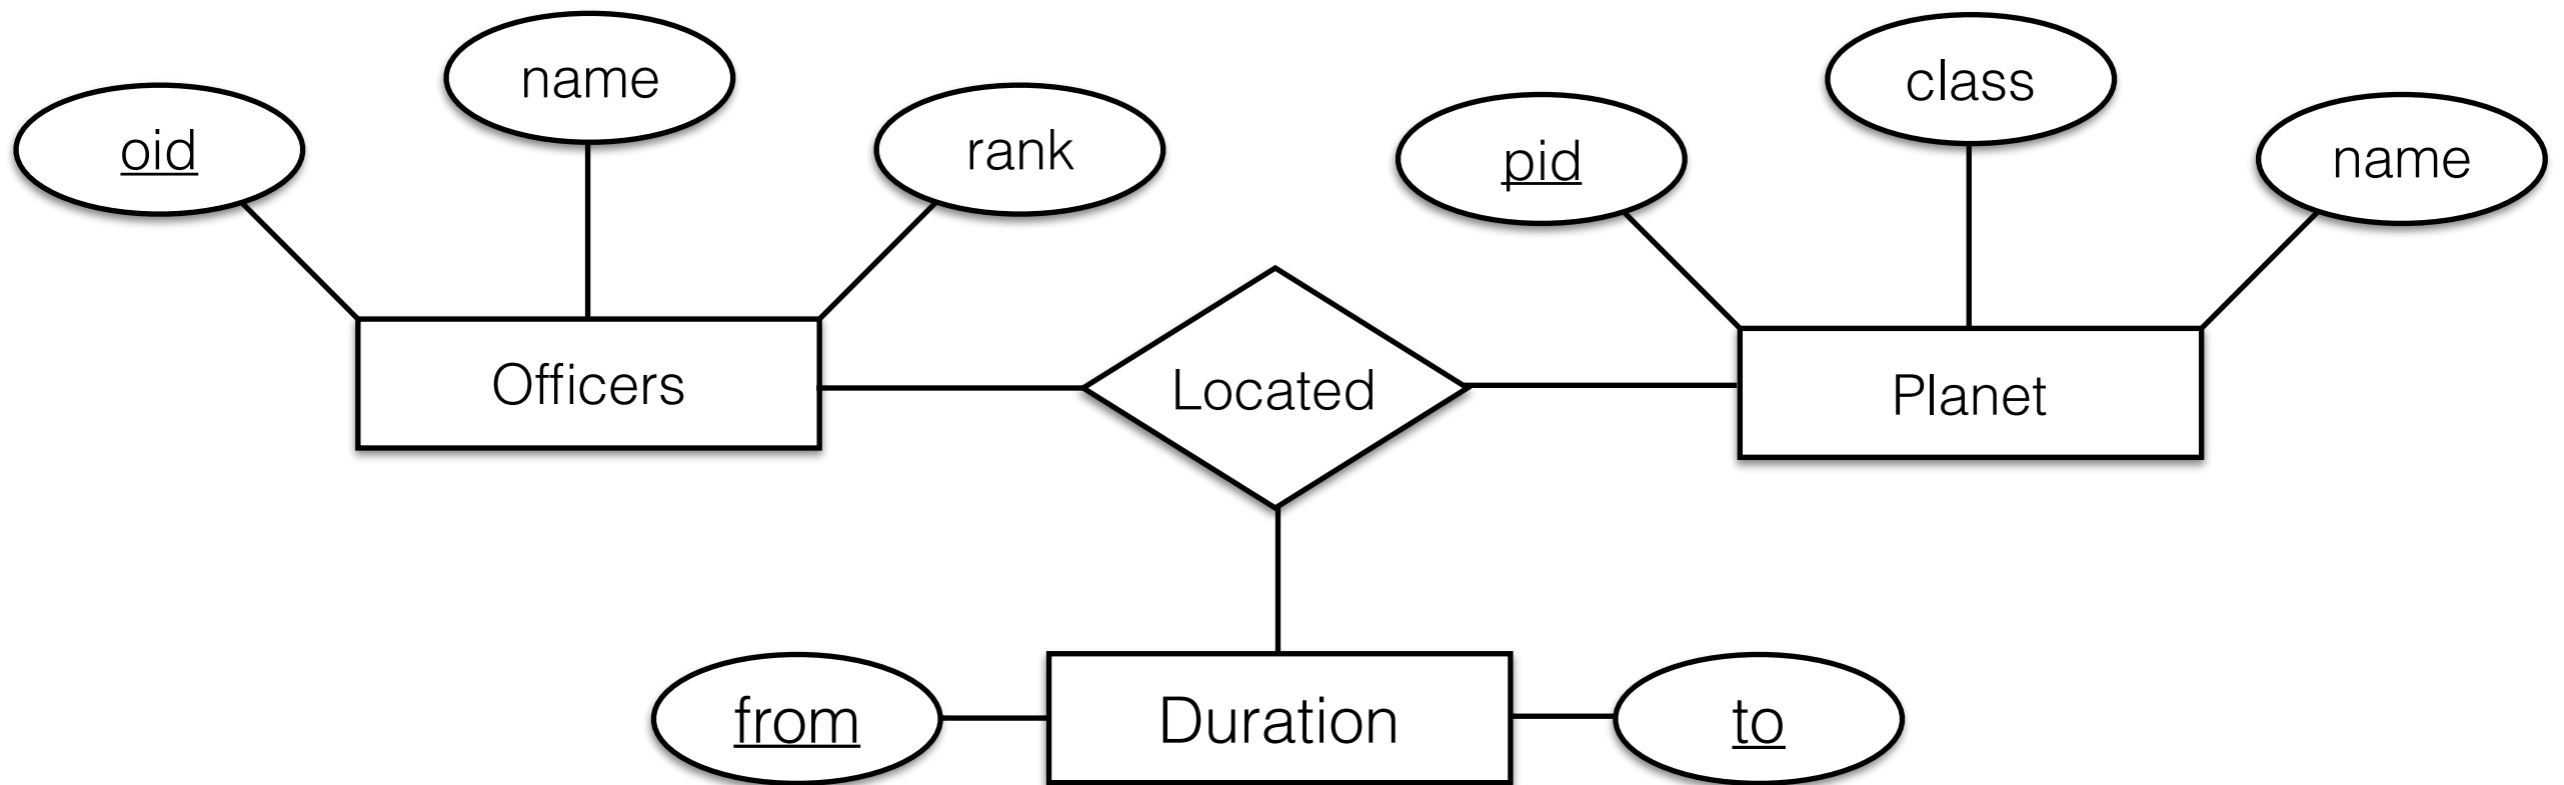 name
class
oid
rank
pid
name
Officers
Located
Planet
from
Duration
to